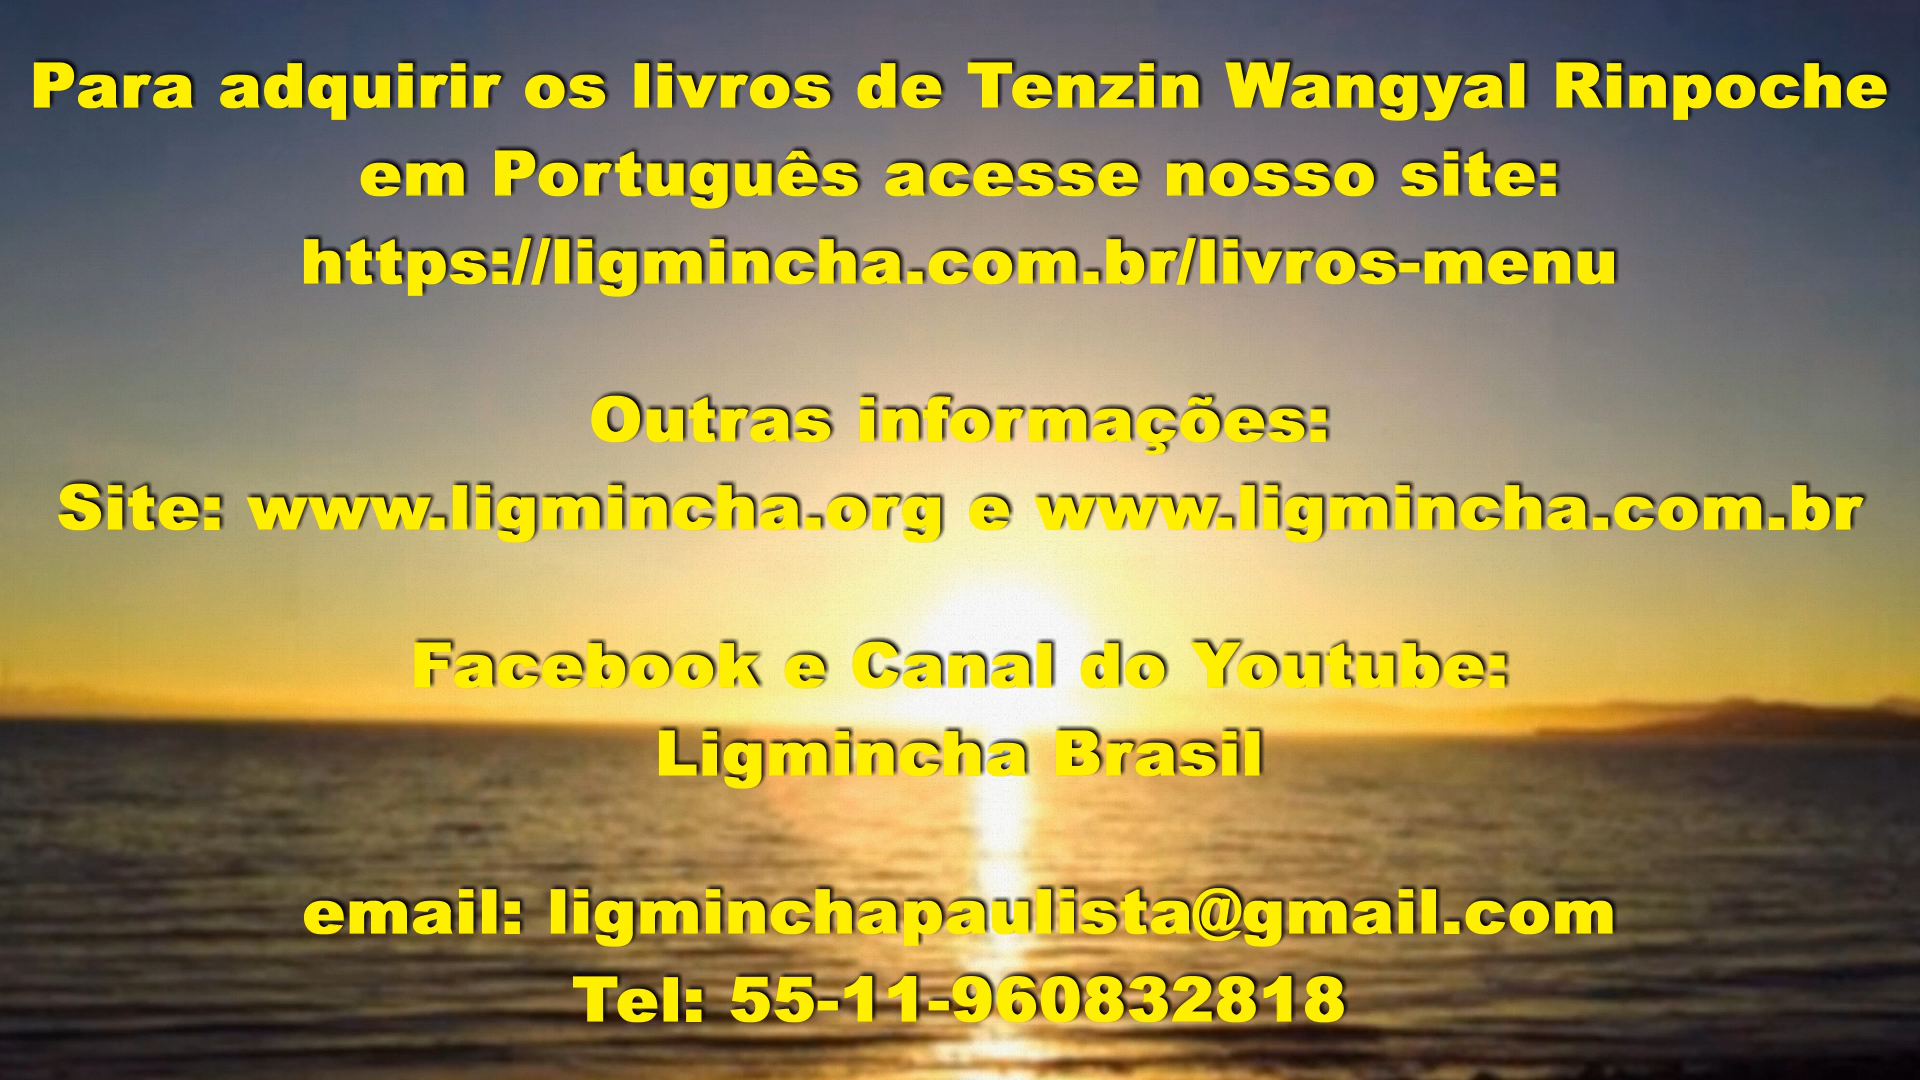 Para adquirir os livros de Tenzin Wangyal Rinpoche
em Português acesse nosso site:
https://ligmincha.com.br/livros-menu
Outras informações:
Site: www.ligmincha.org e www.ligmincha.com.br
Facebook e Canal do Youtube:
Ligmincha Brasil
email: ligminchapaulista@gmail.com
Tel: 55-11-960832818